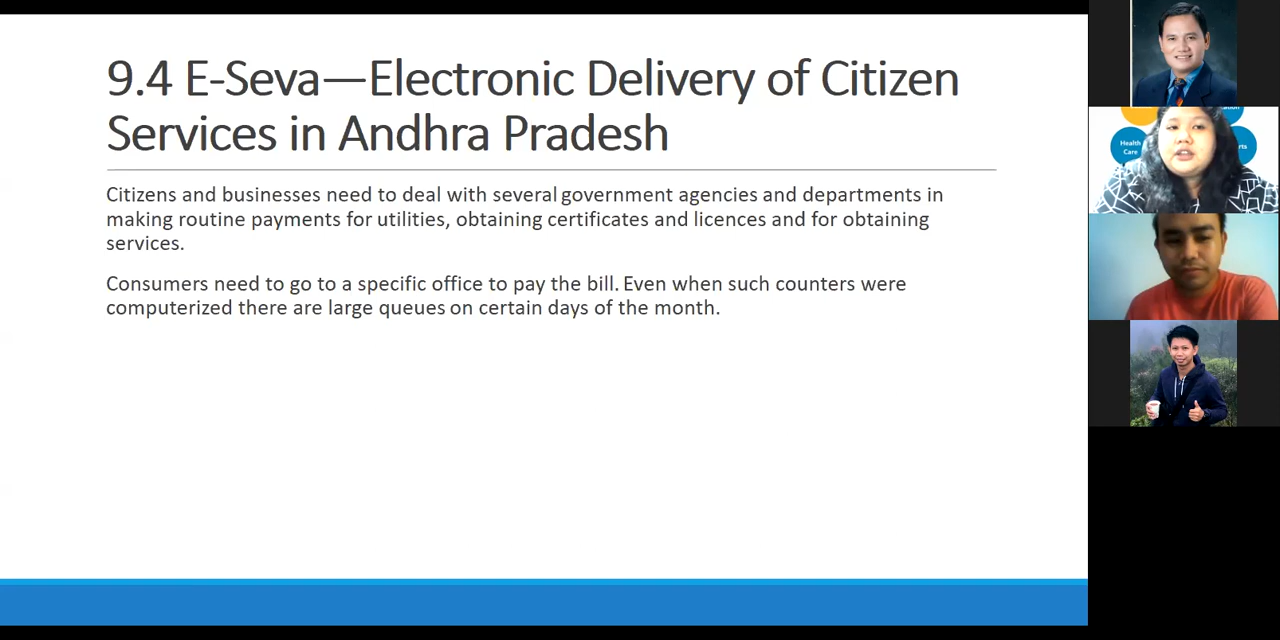 9.4 E-Seva—Electronic Delivery of Citizen
Services in Andhra Pradesh
Citizens and businesses need to deal with several government agencies and departments in
making routine payments for utilities, obtaining certificates and licences and for obtaining
services.
Consumers need to go to a specific office to pay the bill. Even when such counters were
computerized there are large queues on certain days of the month.
Health
Care